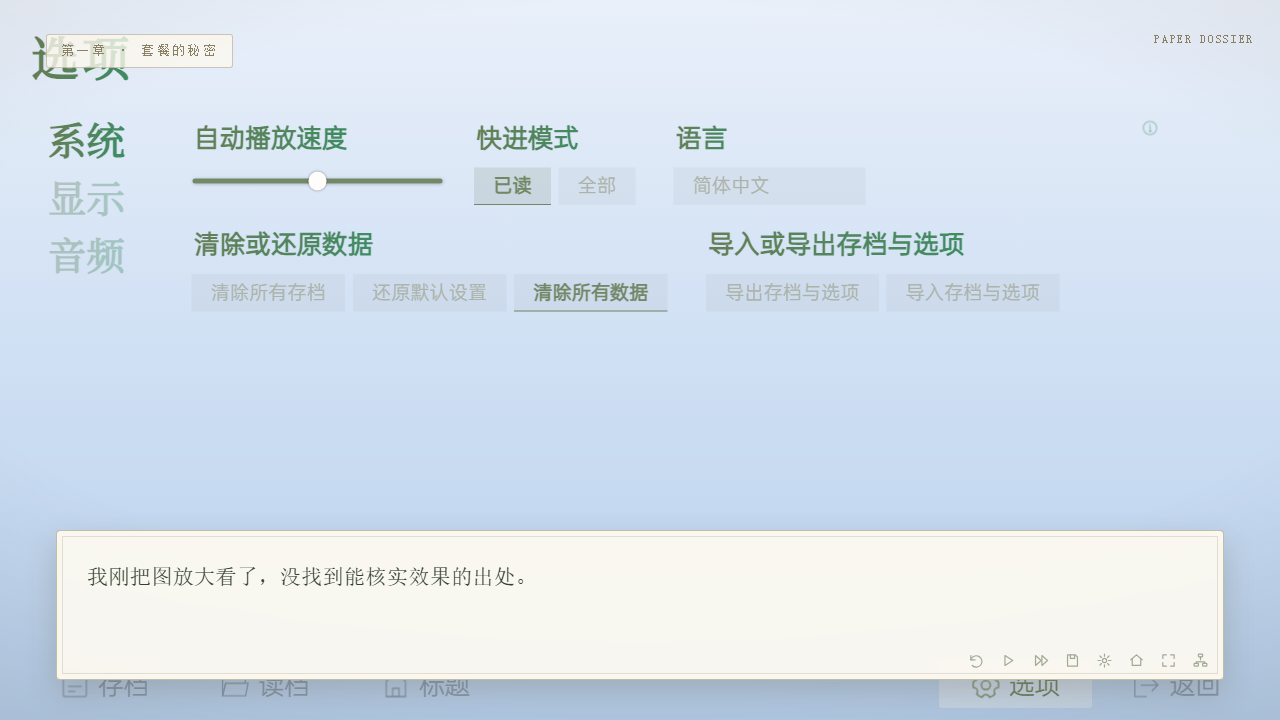 选项
第一章 · 套餐的秘密
PAPER DOSSIER
系统
显示
音频
自动播放速度
快进模式
语言
已读
全部
简体中文
清除或还原数据
导入或导出存档与选项
清除所有存档
还原默认设置
清除所有数据
导出存档与选项
导入存档与选项
我刚把图放大看了，没找到能核实效果的出处。
存档
读档
标题
选项
返回